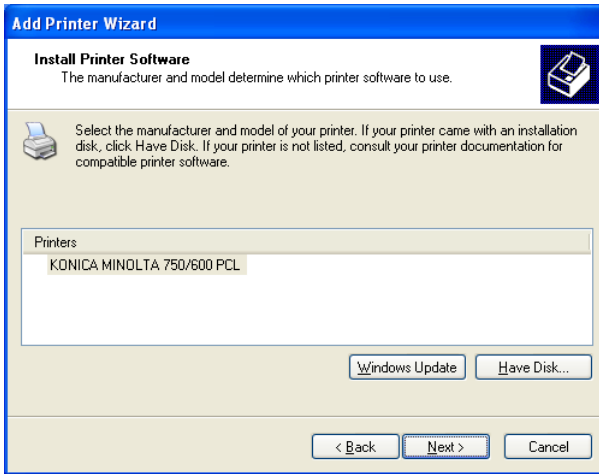 Add Printer Wizard
Install Printer Software
The manufacturer and model determine which printer software to use.
Select the manufacturer and model of your printer. If your printer came with an installation
disk, click Have Disk. If your printer is not listed, consult your printer documentation for
compatible printer software.
Printers
KONICA MINOLTA 750/600 PCL
Windows Update
Have Disk...
< Back
Next >
Cancel